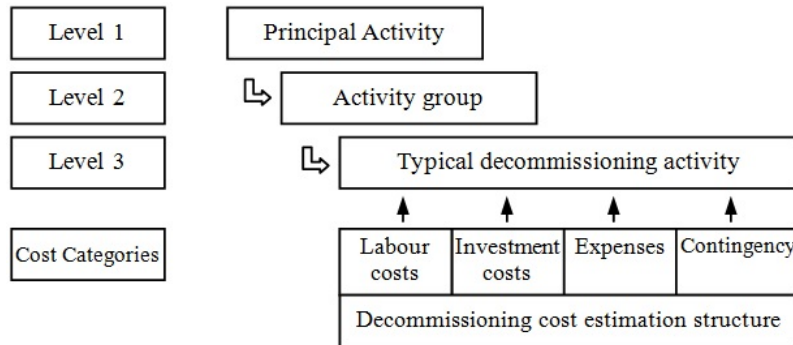 Level 1
Principal Activity
Level 2
Activity group
Level 3
Typical decommissioning activity
Cost Categories
Labour
costs
Investment
costs
Expenses
Contingency
Decommissioning cost estimation structure